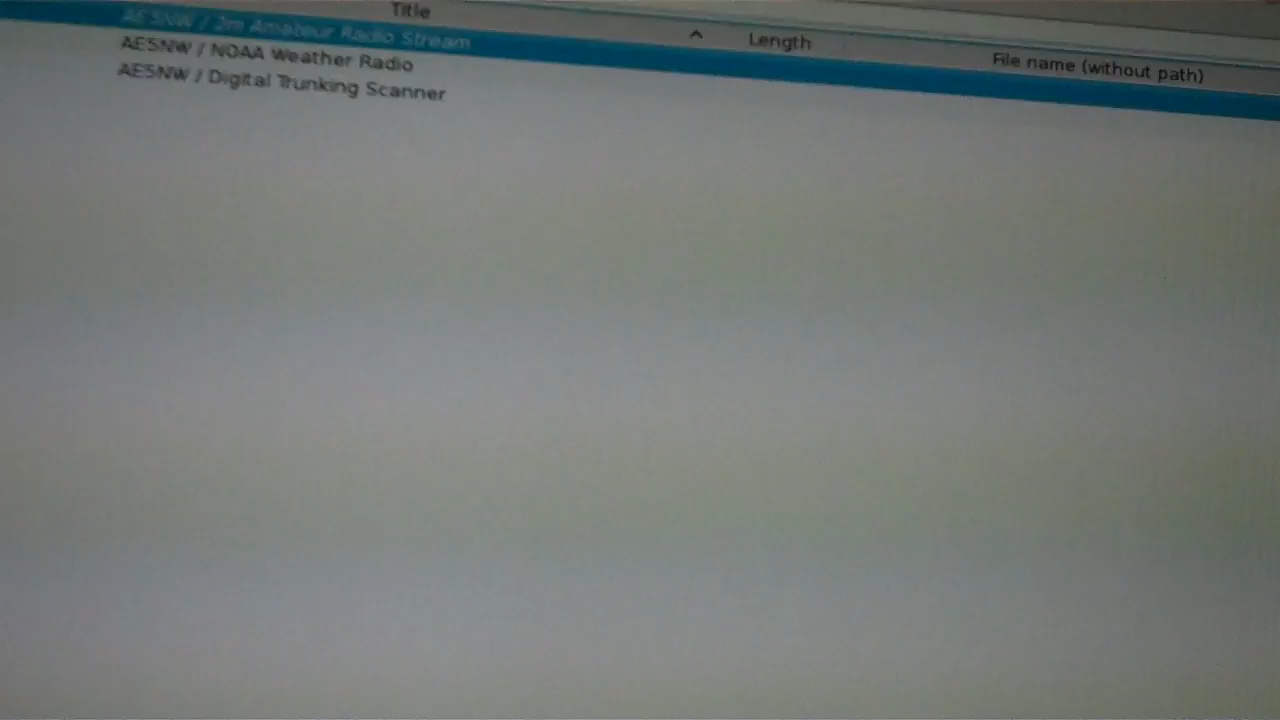 Title
Length
File name (without path)
AE5NW / 2m Amateur Radio Stream
AE5NW / NOAA Weather Radio
AE5NW / Digital Trunking Scanner